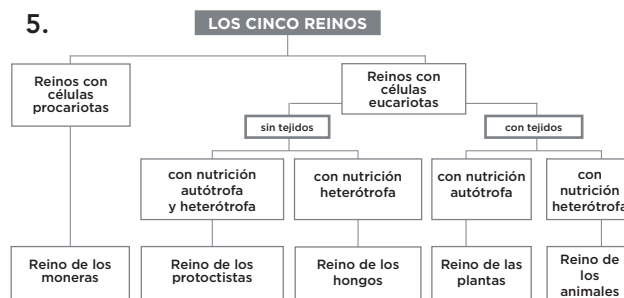 5.
LOS CINCO REINOS
Reinos con
células
procariotas
Reinos con
células
eucariotas
sin tejidos
con tejidos
con nutrición
autótrofa
y heterótrofa
con nutrición
heterótrofa
con nutrición
autótrofa
con
nutrición
heterótrofa
Reino de los
moneras
Reino de los
protoctistas
Reino de los
hongos
Reino de las
plantas
Reino de
los
animales